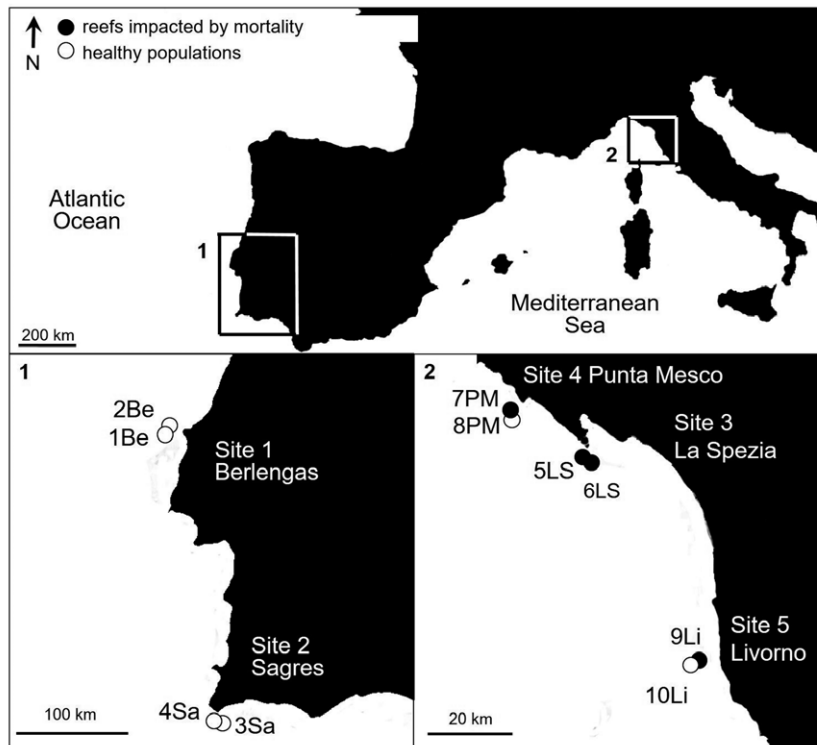 reefs impacted by mortality
N
healthy populations
2
Atlantic
Ocean
1
Mediterranean
Sea
200 km
1
2Be
1Be
Site 1
Berlengas
Site 2
Sagres
4Sa
3Sa
100 km
2
Site 4 Punta Mesco
7PM
8PM
Site 3
La Spezia
5LS
6LS
9Li
Site 5
Livorno
10Li
20 km